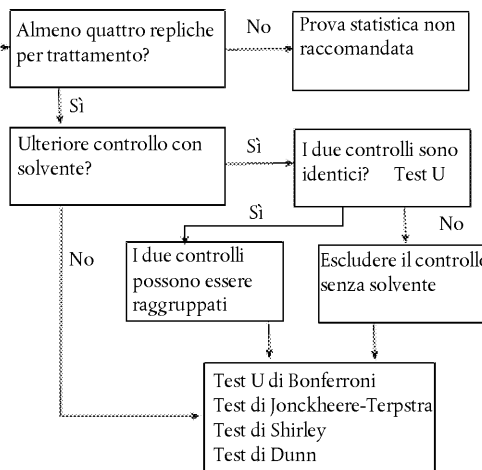 Almeno quattro repliche
per trattamento?
No
Prova statistica non
raccomandata
Sì
Ulteriore controllo con
solvente?
Sì
I due controlli sono
identici? Test U
Sì
No
No
I due controlli
possono essere
raggruppati
Escludere il controllo
senza solvente
Test U di Bonferroni
Test di Jonckheere-Terpstra
Test di Shirley
Test di Dunn